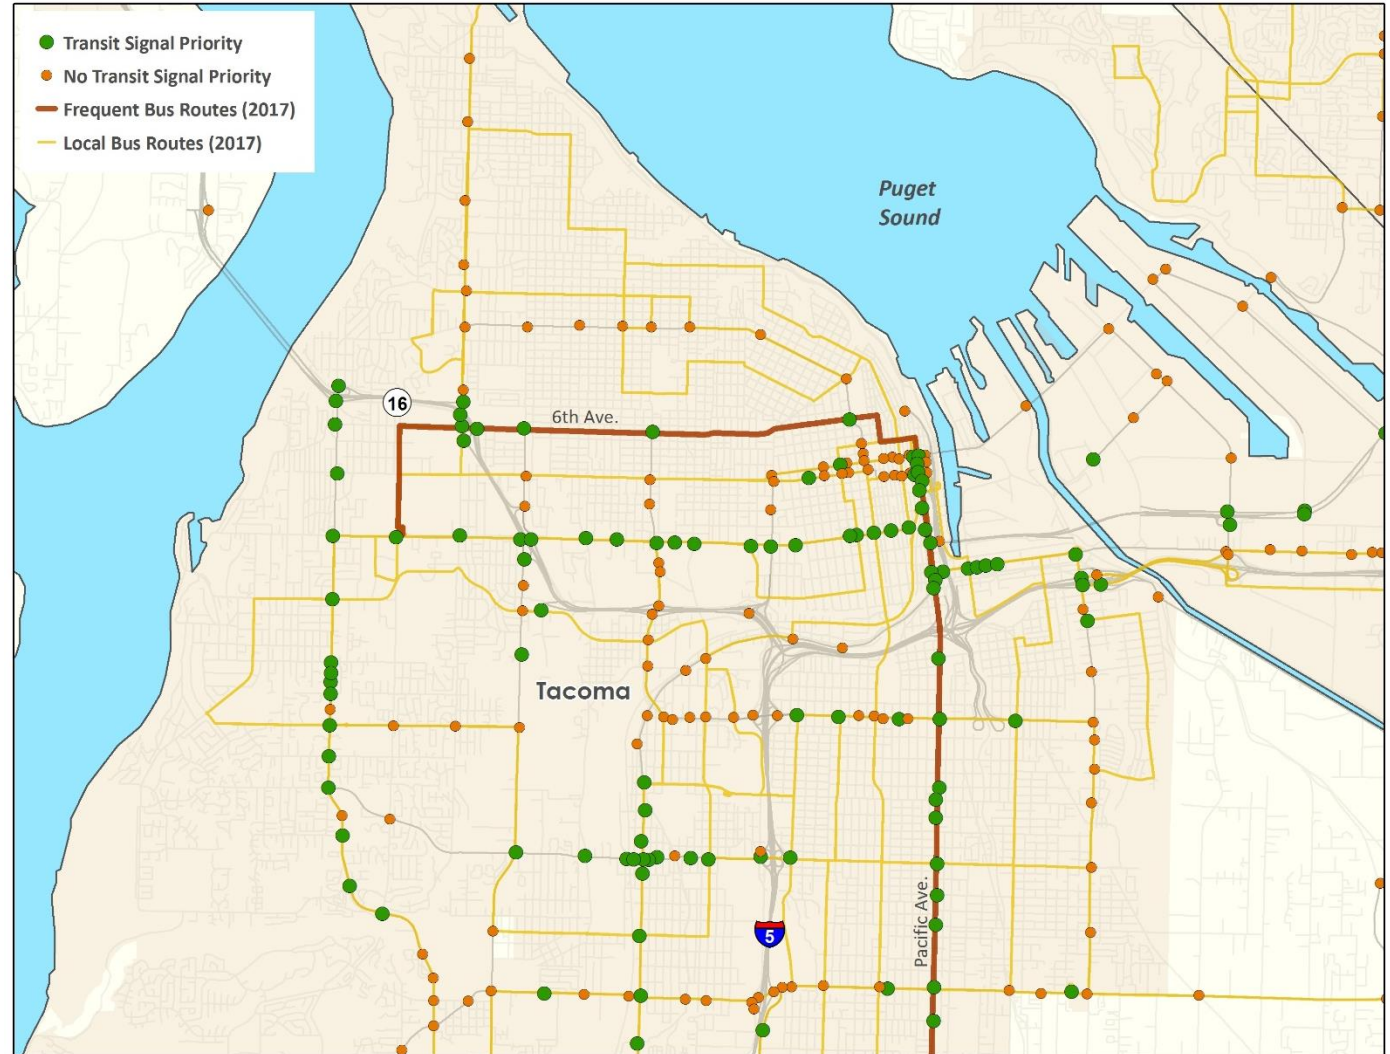 Transit Signal Priority
No Transit Signal Priority
Frequent Bus Routes (2017)
Local Bus Routes (2017)
Puget
Sound
16
6th Ave.
Tacoma
Pacific Ave.
5